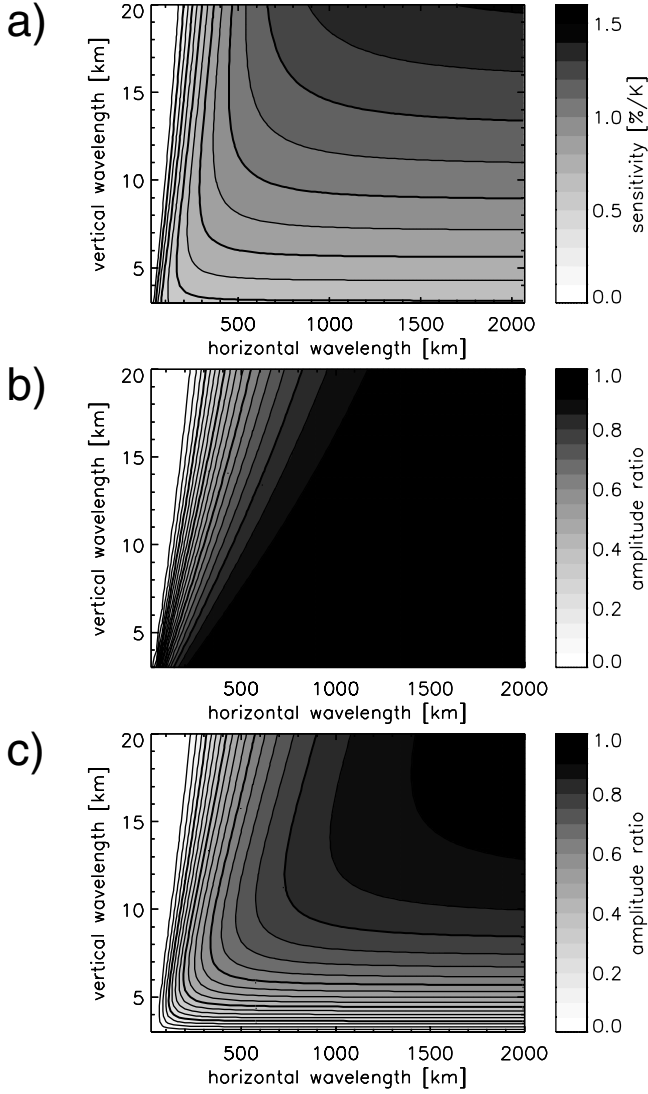 a)
20
15
10
5
vertical wavelength [km]
500 1000 1500 2000
horizontal wavelength [km]
1.5
1.0
0.5
0.0
sensitivity [%/K]
b)
20
15
10
5
vertical wavelength [km]
500 1000 1500 2000
horizontal wavelength [km]
1.0
0.8
0.6
0.4
0.2
0.0
amplitude ratio
c)
20
15
10
5
vertical wavelength [km]
500 1000 1500 2000
horizontal wavelength [km]
1.0
0.8
0.6
0.4
0.2
0.0
amplitude ratio